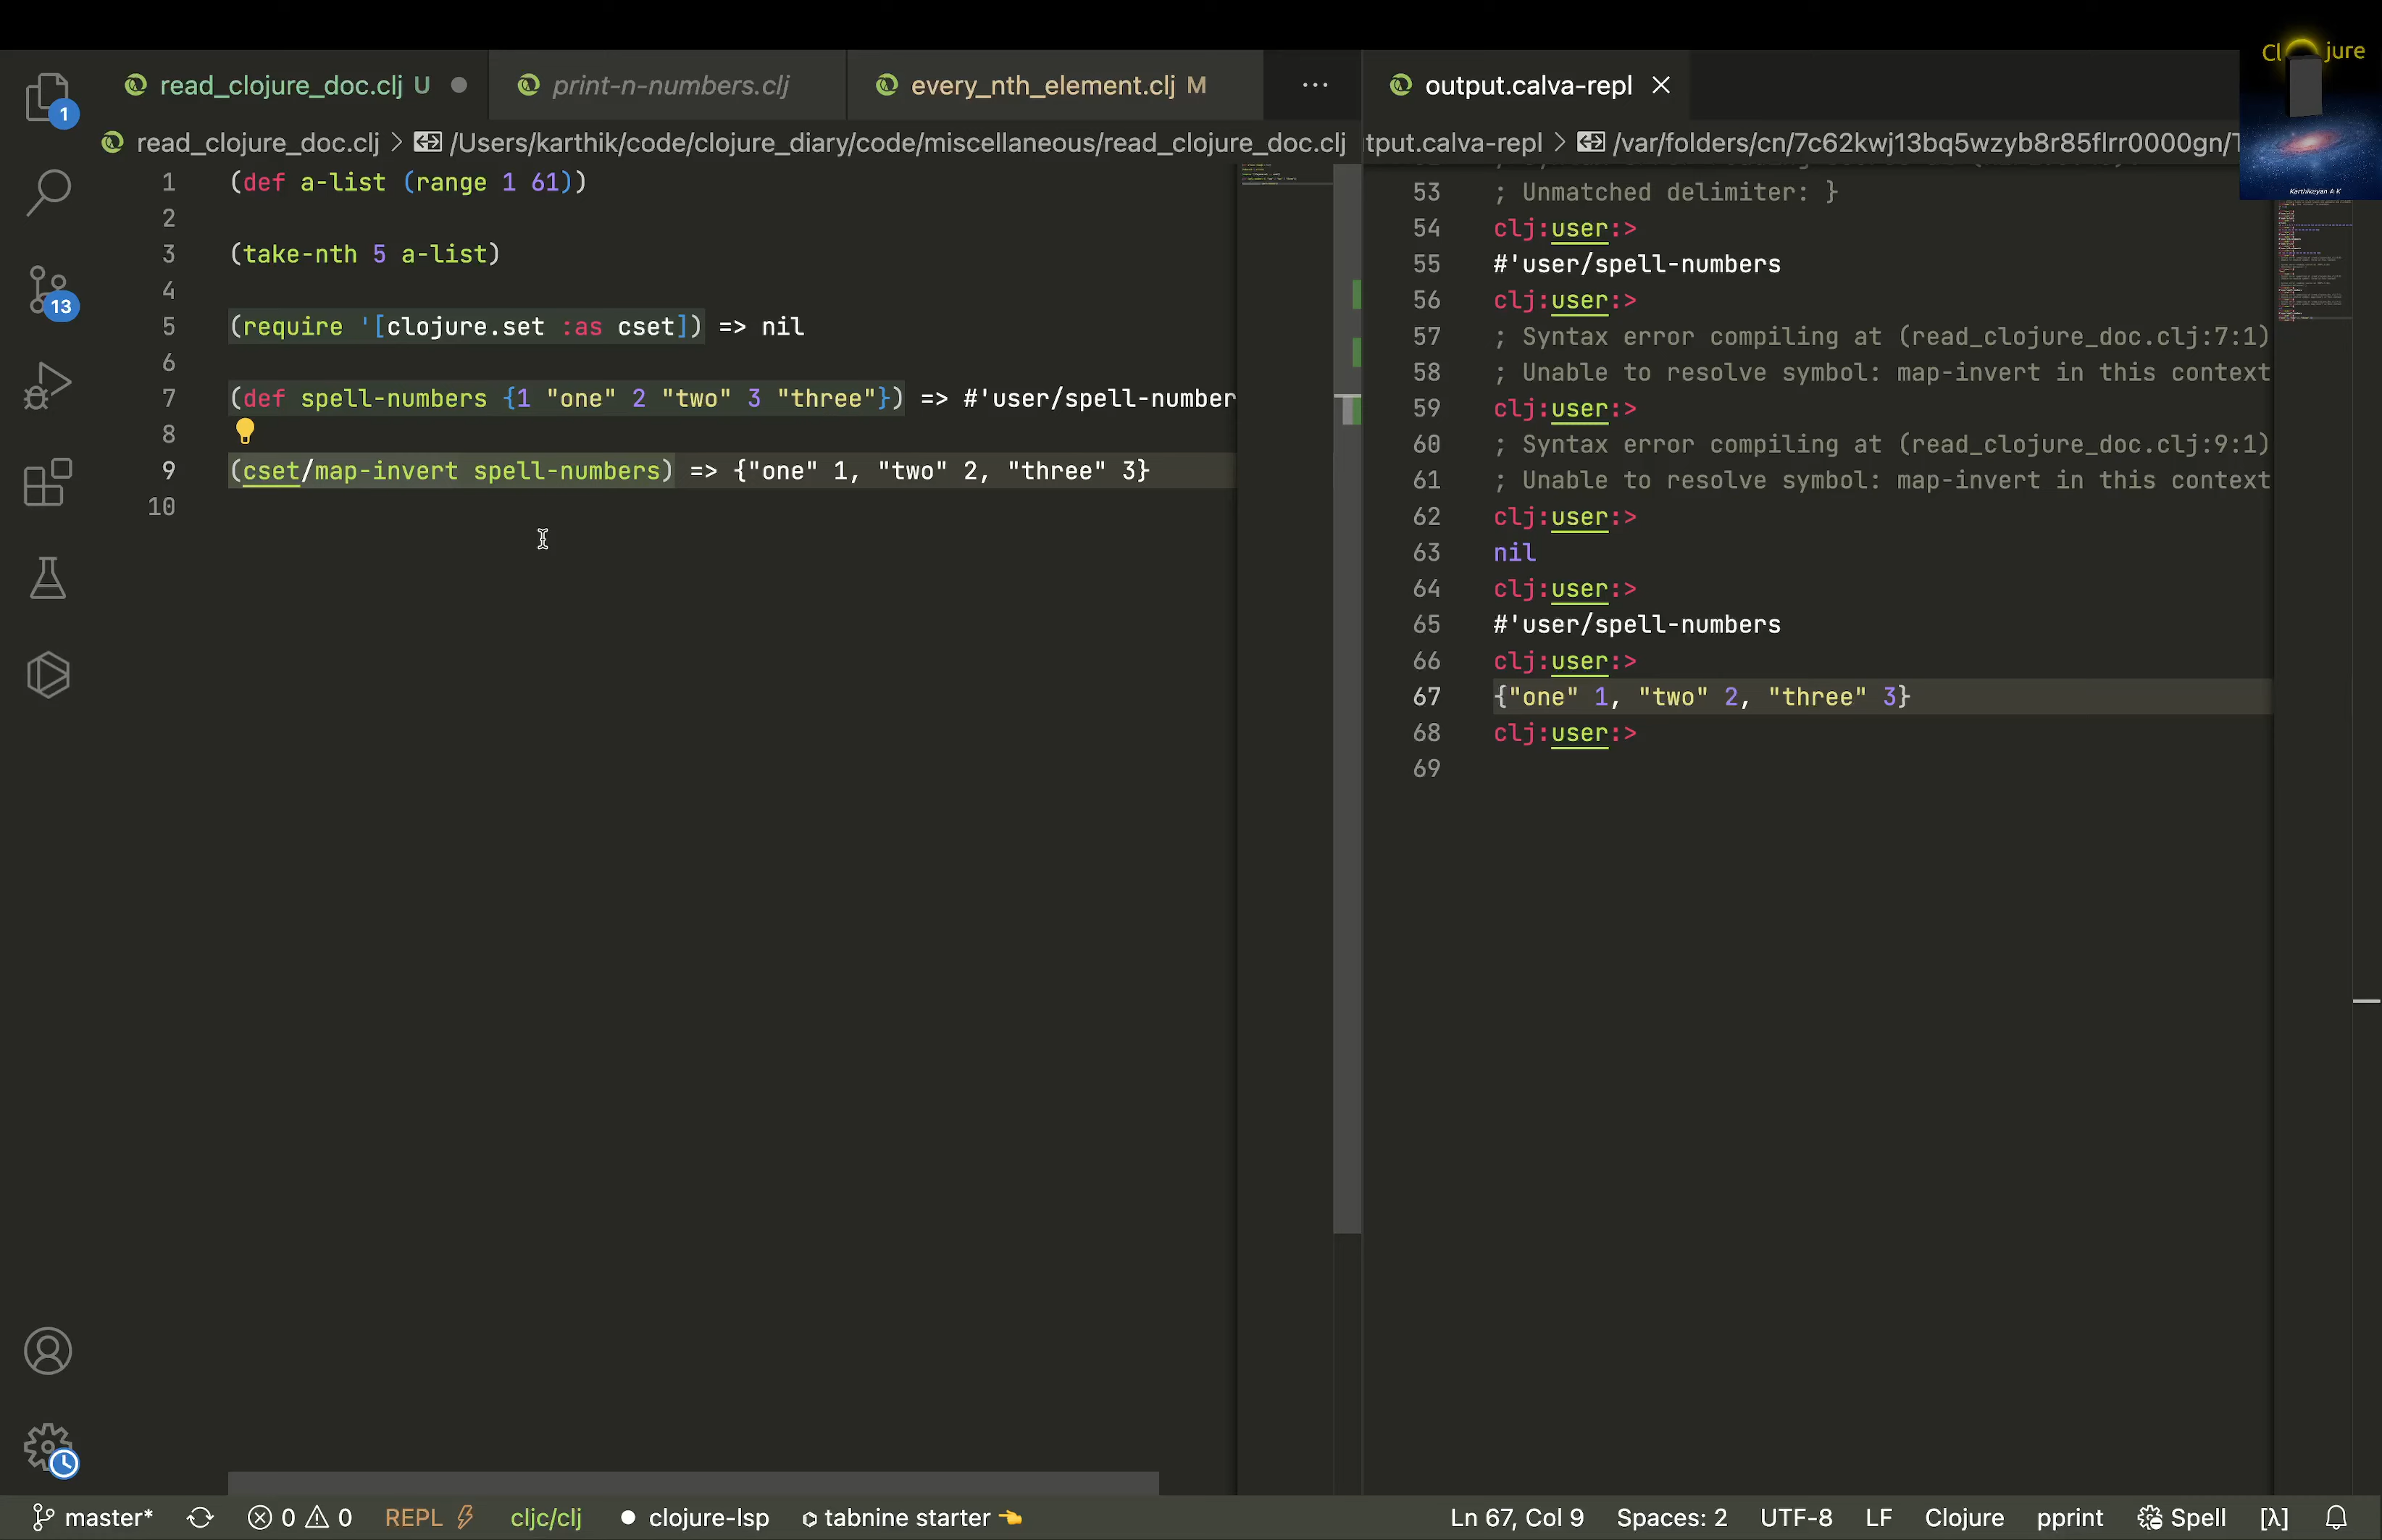 Cl jure
Karthikeyan A K
read_clojure_doc.clj U
print-n-numbers.clj
every_nth_element.clj M
...
output.calva-repl
1
13
read_clojure_doc.clj > /Users/karthik/code/clojure_diary/code/miscellaneous/read_clojure_doc.clj
tput.calva-repl > /var/folders/cn/7c62kwj13bq5wzyb8r85flrr0000gn/T
1 (def a-list (range 1 61))
2
3 (take-nth 5 a-list)
4
5 (require '[clojure.set :as cset]) => nil
6
7 (def spell-numbers {1 "one" 2 "two" 3 "three"}) => #'user/spell-number
8
9 (cset/map-invert spell-numbers) => {"one" 1, "two" 2, "three" 3}
10
53 ; Unmatched delimiter: }
54 clj:user:>
55 #'user/spell-numbers
56 clj:user:>
57 ; Syntax error compiling at (read_clojure_doc.clj:7:1)
58 ; Unable to resolve symbol: map-invert in this context
59 clj:user:>
60 ; Syntax error compiling at (read_clojure_doc.clj:9:1)
61 ; Unable to resolve symbol: map-invert in this context
62 clj:user:>
63 nil
64 clj:user:>
65 #'user/spell-numbers
66 clj:user:>
67 {"one" 1, "two" 2, "three" 3}
68 clj:user:>
69
master* 0 0 REPL cljc/clj clojure-lsp tabnine starter Ln 67, Col 9 Spaces: 2 UTF-8 LF Clojure pprint Spell [λ]